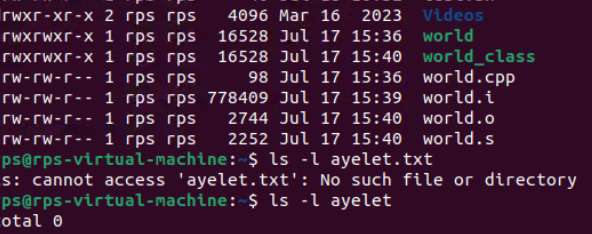 drwxr-xr-x 2 rps rps 4096 Mar 16 2023 Videos
rwxrwxr-x 1 rps rps 16528 Jul 17 15:36 world
rwxrwxr-x 1 rps rps 16528 Jul 17 15:40 world_class
rw-rw-r-- 1 rps rps 98 Jul 17 15:36 world.cpp
rw-rw-r-- 1 rps rps 778409 Jul 17 15:39 world.i
rw-rw-r-- 1 rps rps 2744 Jul 17 15:40 world.o
rw-rw-r-- 1 rps rps 2252 Jul 17 15:40 world.s
ps@rps-virtual-machine:~$ ls -l ayelet.txt
s: cannot access 'ayelet.txt': No such file or directory
ps@rps-virtual-machine:~$ ls -l ayelet
total 0